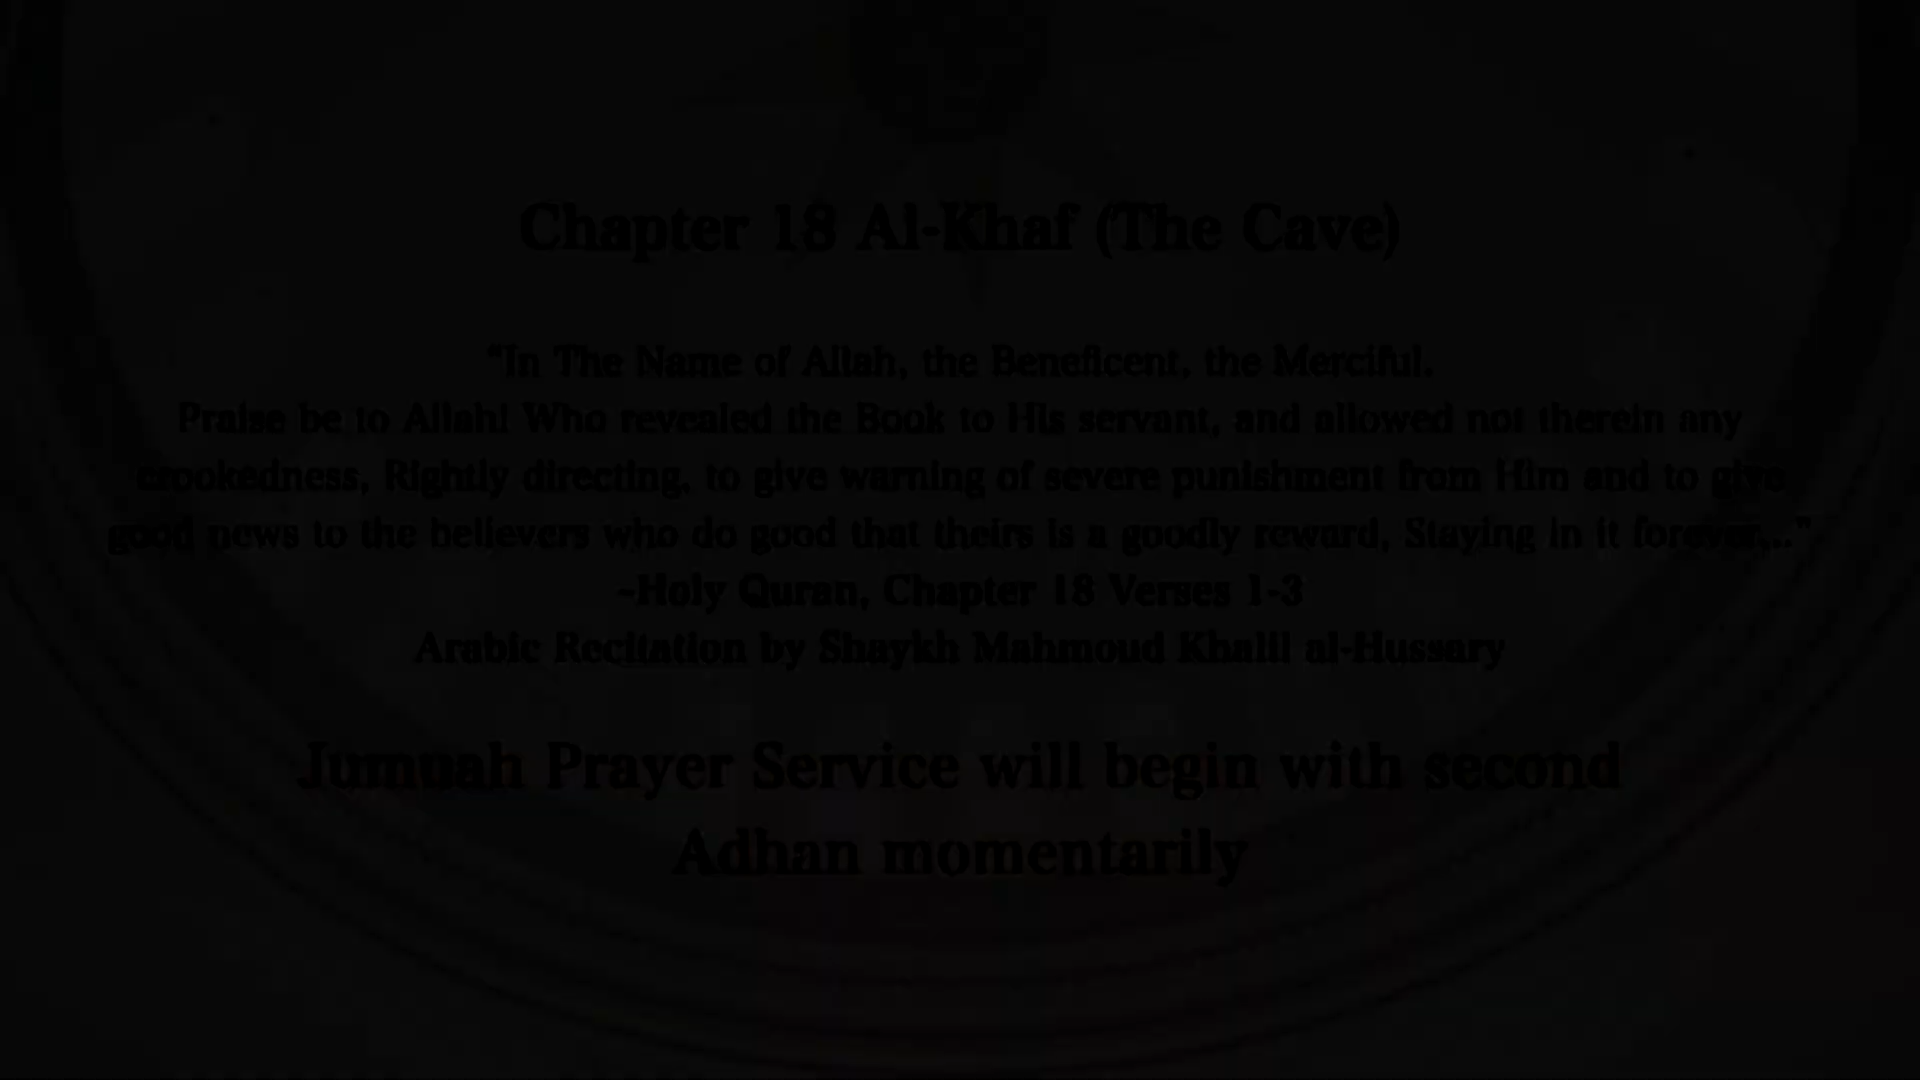 Chapter 18 Al-Khaf (The Cave)
“In The Name of Allah, the Beneficent, the Merciful.
Praise be to Allah! Who revealed the Book to His servant, and allowed not therein any
crookedness, Rightly directing, to give warning of severe punishment from Him and to give
good news to the believers who do good that theirs is a goodly reward, Staying in it forever...”
-Holy Quran, Chapter 18 Verses 1-3
Arabic Recitation by Shaykh Mahmoud Khalil al-Hussary
Jumuah Prayer Service will begin with second
Adhan momentarily